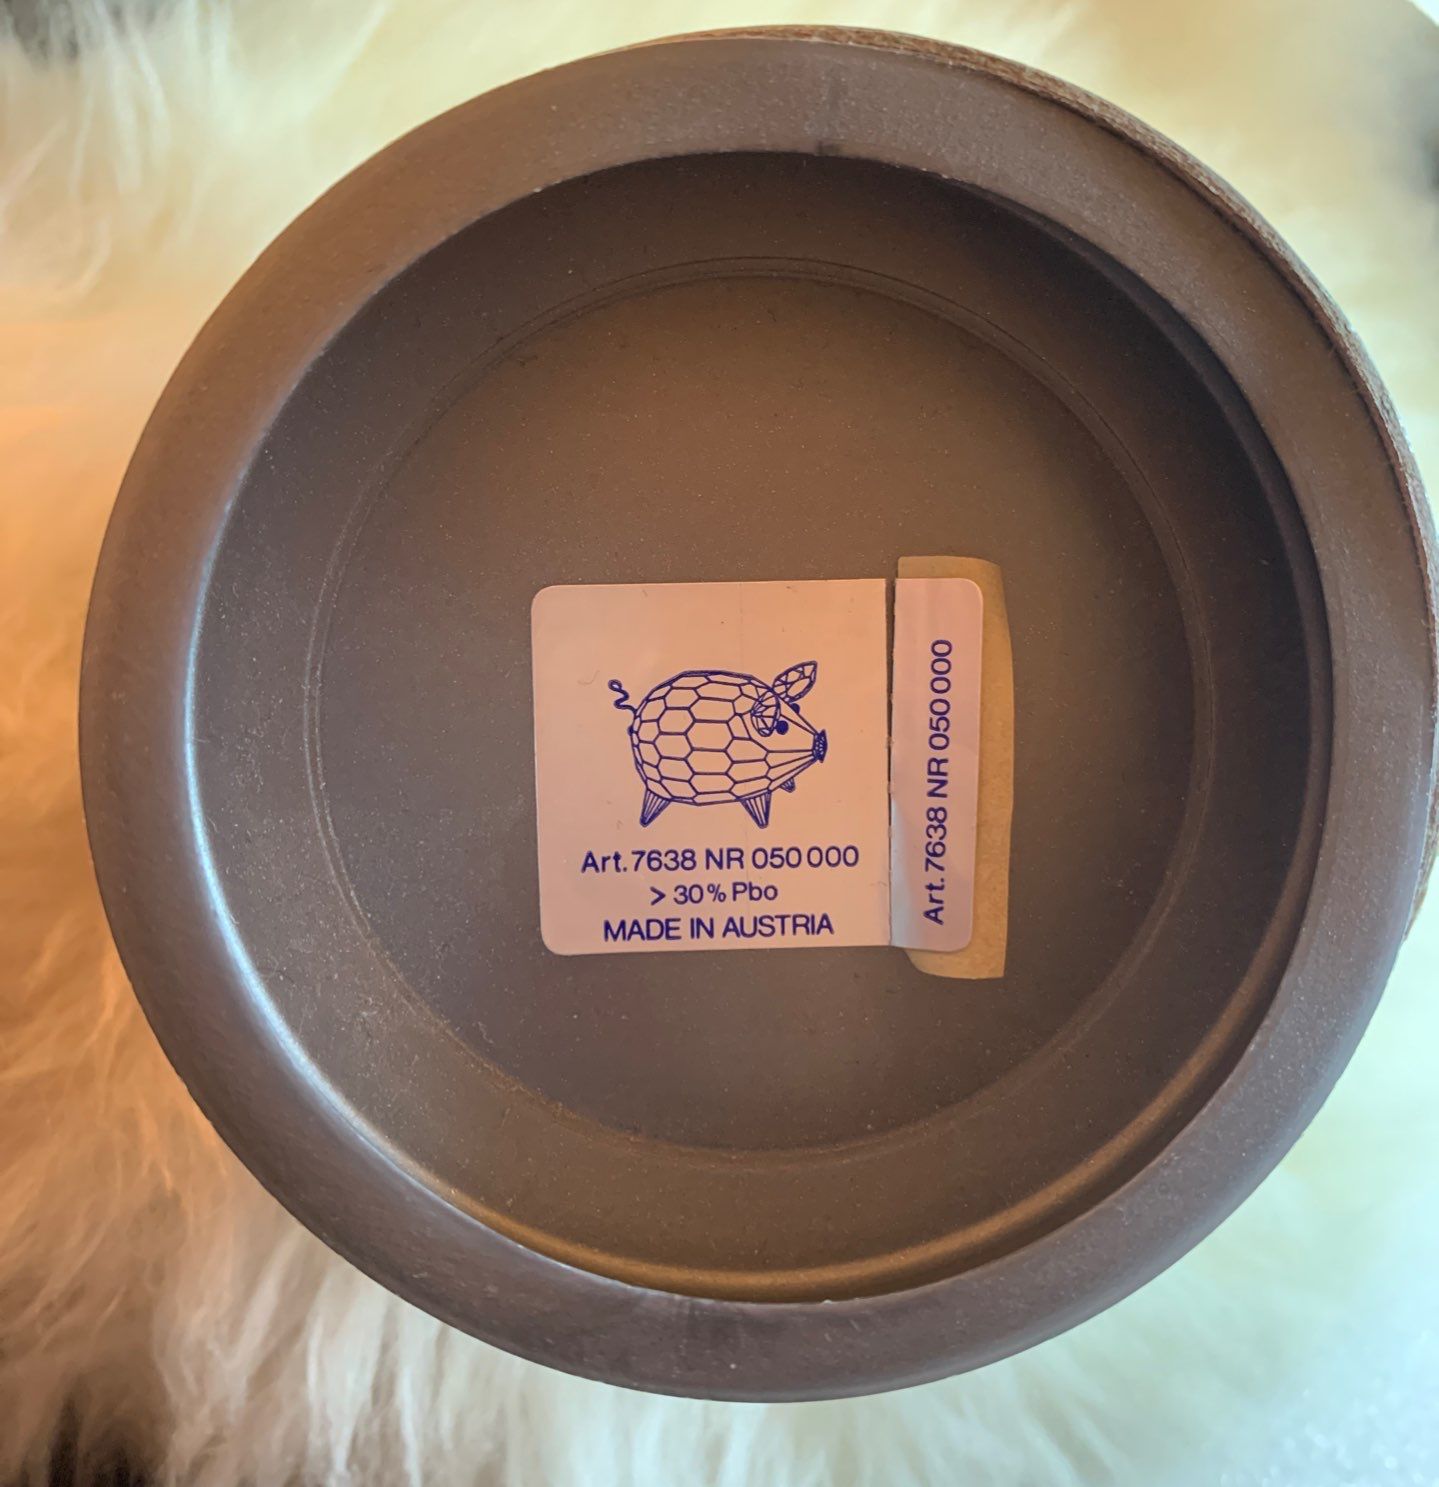 Art. 7638 NR 050 000
> 30% Pbo
MADE IN AUSTRIA
Art. 7638 NR 050 000